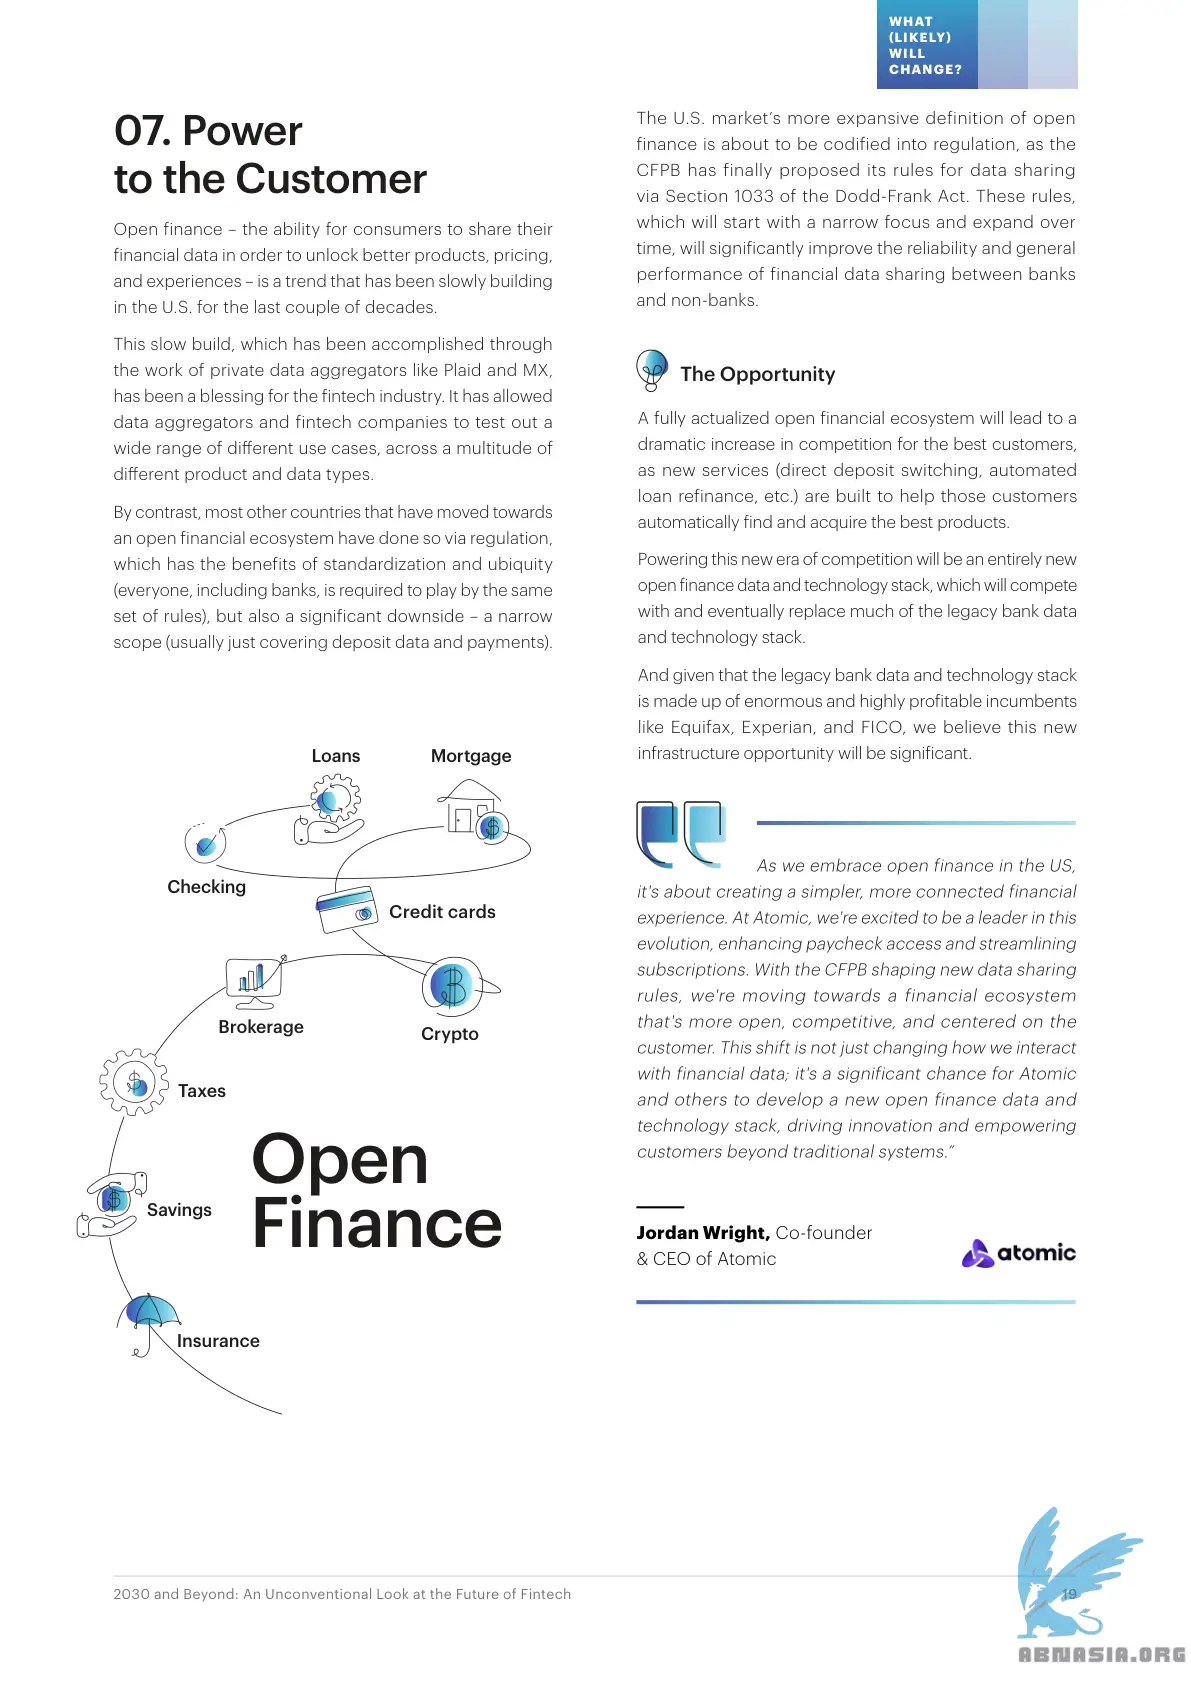 WHAT
(LIKELY)
WILL
CHANGE?
07. Power
to the Customer
Open finance – the ability for consumers to share their
financial data in order to unlock better products, pricing,
and experiences – is a trend that has been slowly building
in the U.S. for the last couple of decades.
This slow build, which has been accomplished through
the work of private data aggregators like Plaid and MX,
has been a blessing for the fintech industry. It has allowed
data aggregators and fintech companies to test out a
wide range of different use cases, across a multitude of
different product and data types.
By contrast, most other countries that have moved towards
an open financial ecosystem have done so via regulation,
which has the benefits of standardization and ubiquity
(everyone, including banks, is required to play by the same
set of rules), but also a significant downside – a narrow
scope (usually just covering deposit data and payments).
Loans
Mortgage
Checking
Credit cards
Brokerage
Crypto
Taxes
Savings
Insurance
Open
Finance
The U.S. market’s more expansive definition of open
finance is about to be codified into regulation, as the
CFPB has finally proposed its rules for data sharing
via Section 1033 of the Dodd-Frank Act. These rules,
which will start with a narrow focus and expand over
time, will significantly improve the reliability and general
performance of financial data sharing between banks
and non-banks.
The Opportunity
A fully actualized open financial ecosystem will lead to a
dramatic increase in competition for the best customers,
as new services (direct deposit switching, automated
loan refinance, etc.) are built to help those customers
automatically find and acquire the best products.
Powering this new era of competition will be an entirely new
open finance data and technology stack, which will compete
with and eventually replace much of the legacy bank data
and technology stack.
And given that the legacy bank data and technology stack
is made up of enormous and highly profitable incumbents
like Equifax, Experian, and FICO, we believe this new
infrastructure opportunity will be significant.
As we embrace open finance in the US,
it's about creating a simpler, more connected financial
experience. At Atomic, we're excited to be a leader in this
evolution, enhancing paycheck access and streamlining
subscriptions. With the CFPB shaping new data sharing
rules, we're moving towards a financial ecosystem
that's more open, competitive, and centered on the
customer. This shift is not just changing how we interact
with financial data; it's a significant chance for Atomic
and others to develop a new open finance data and
technology stack, driving innovation and empowering
customers beyond traditional systems.”
Jordan Wright, Co-founder
& CEO of Atomic
atomic
2030 and Beyond: An Unconventional Look at the Future of Fintech
19
ABNASIA.ORG